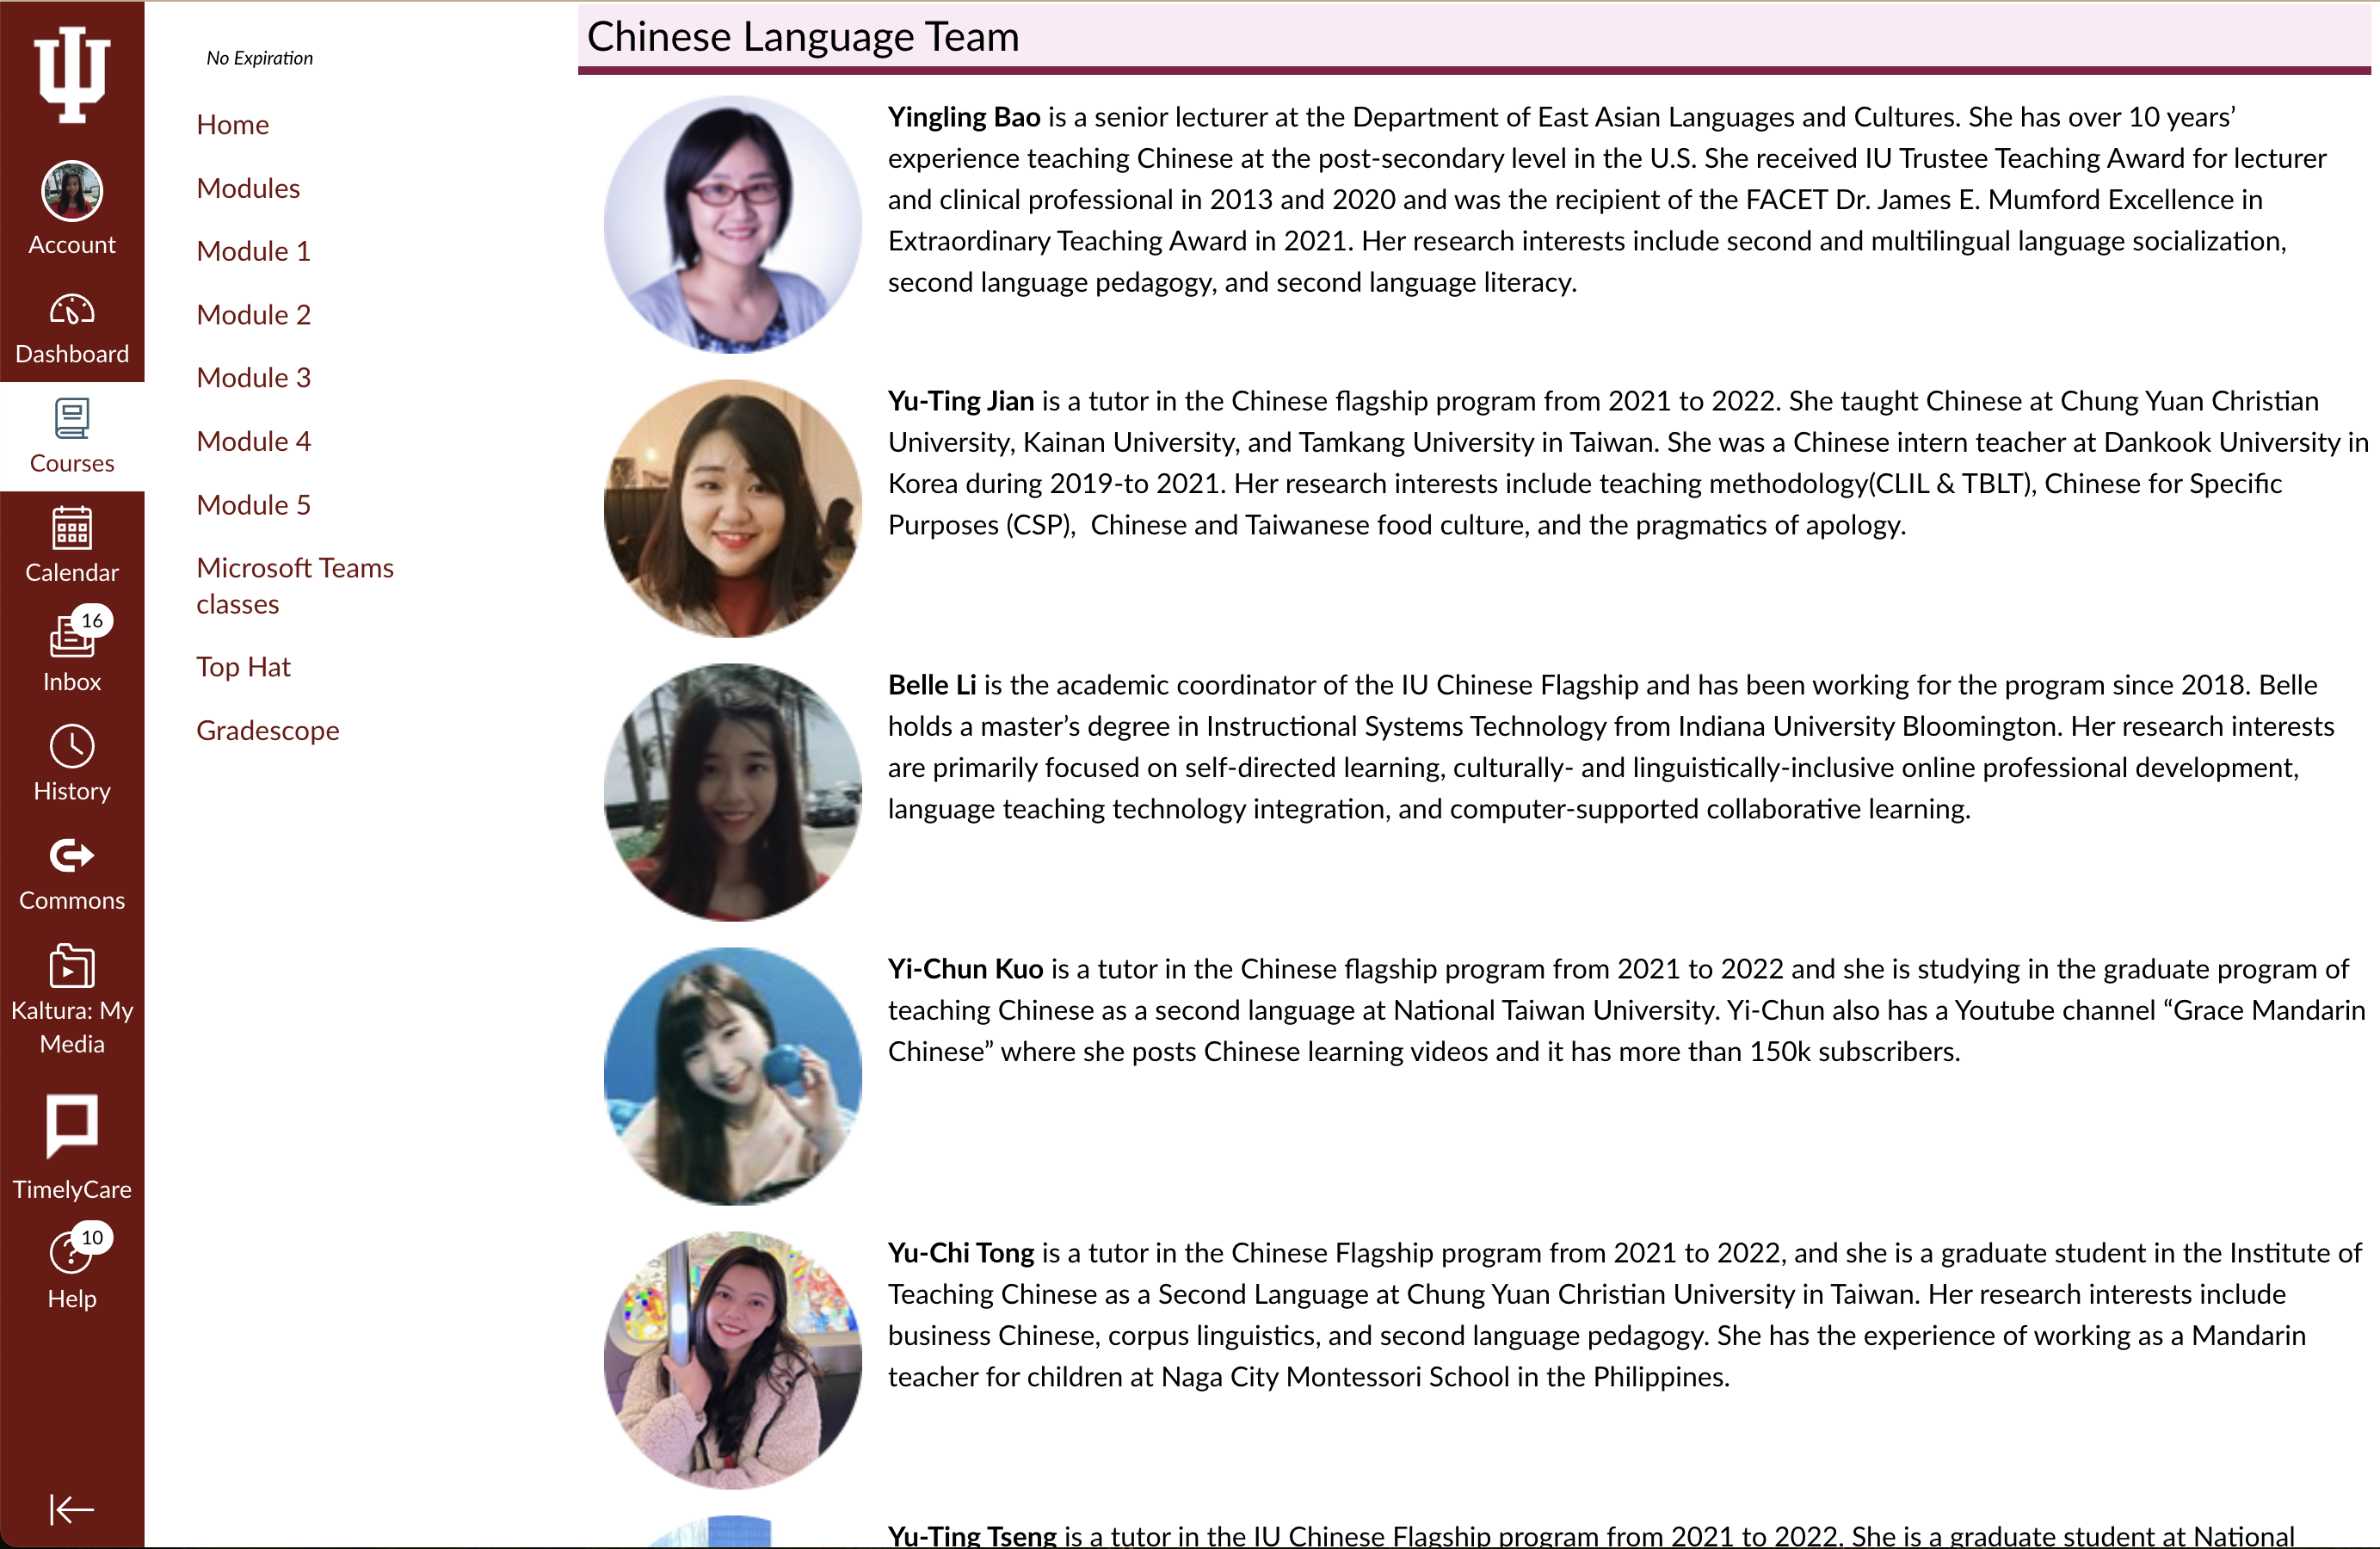 Account
Dashboard
Courses
Calendar
16
Inbox
History
Commons
Kaltura: My
Media
TimelyCare
10
Help
No Expiration
Home
Modules
Module 1
Module 2
Module 3
Module 4
Module 5
Microsoft Teams
classes
Top Hat
Gradescope
Chinese Language Team
Yingling Bao is a senior lecturer at the Department of East Asian Languages and Cultures. She has over 10 years’
experience teaching Chinese at the post-secondary level in the U.S. She received IU Trustee Teaching Award for lecturer
and clinical professional in 2013 and 2020 and was the recipient of the FACET Dr. James E. Mumford Excellence in
Extraordinary Teaching Award in 2021. Her research interests include second and multilingual language socialization,
second language pedagogy, and second language literacy.
Yu-Ting Jian is a tutor in the Chinese flagship program from 2021 to 2022. She taught Chinese at Chung Yuan Christian
University, Kainan University, and Tamkang University in Taiwan. She was a Chinese intern teacher at Dankook University in
Korea during 2019-to 2021. Her research interests include teaching methodology(CLIL & TBLT), Chinese for Specific
Purposes (CSP),  Chinese and Taiwanese food culture, and the pragmatics of apology.
Belle Li is the academic coordinator of the IU Chinese Flagship and has been working for the program since 2018. Belle
holds a master’s degree in Instructional Systems Technology from Indiana University Bloomington. Her research interests
are primarily focused on self-directed learning, culturally- and linguistically-inclusive online professional development,
language teaching technology integration, and computer-supported collaborative learning.
Yi-Chun Kuo is a tutor in the Chinese flagship program from 2021 to 2022 and she is studying in the graduate program of
teaching Chinese as a second language at National Taiwan University. Yi-Chun also has a Youtube channel “Grace Mandarin
Chinese” where she posts Chinese learning videos and it has more than 150k subscribers.
Yu-Chi Tong is a tutor in the Chinese Flagship program from 2021 to 2022, and she is a graduate student in the Institute of
Teaching Chinese as a Second Language at Chung Yuan Christian University in Taiwan. Her research interests include
business Chinese, corpus linguistics, and second language pedagogy. She has the experience of working as a Mandarin
teacher for children at Naga City Montessori School in the Philippines.
Yu-Ting Tseng is a tutor in the IU Chinese Flagship program from 2021 to 2022. She is a graduate student at National